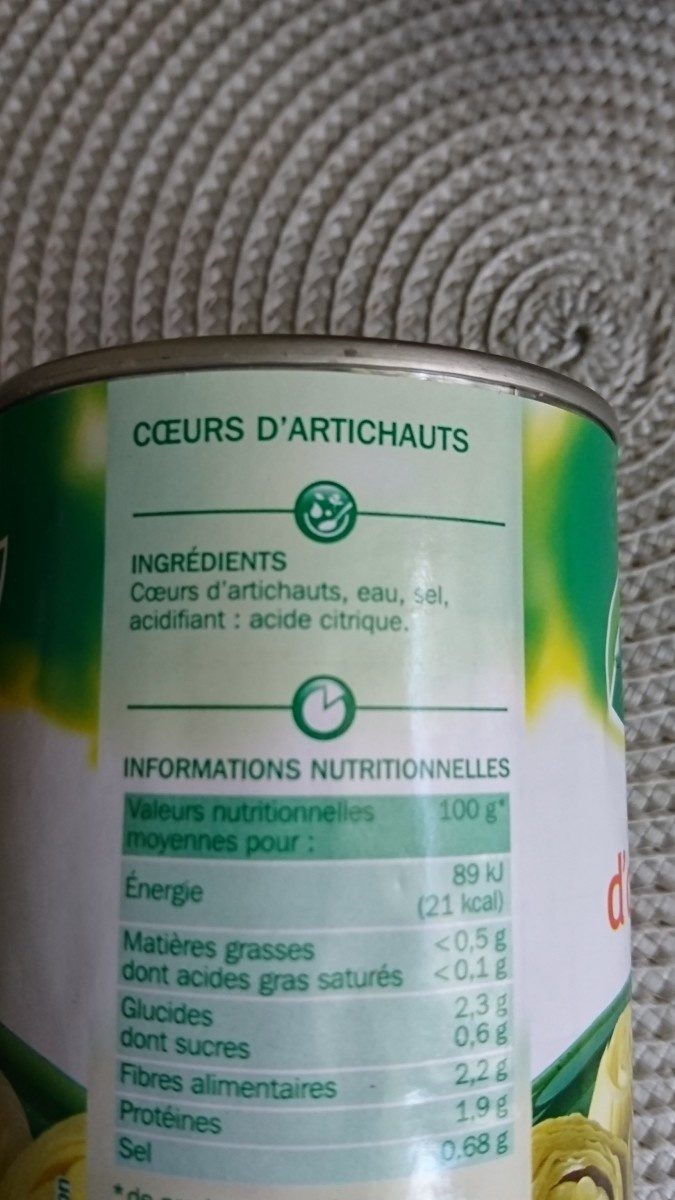 CŒURS D'ARTICHAUTS
INGRÉDIENTS
Cœurs d'artichauts, eau, sel,
acidifiant : acide citrique.
INFORMATIONS NUTRITIONNELLES
Valeurs nutritionnelles 100 g*
moyennes pour :
Énergie 89 kJ
(21 kcal)
Matières grasses <0,5 g
dont acides gras saturés <0,1 g
Glucides 2,3 g
dont sucres 0,6 g
Fibres alimentaires 2,2 g
Protéines 1,9 g
Sel 0,68 g
*de